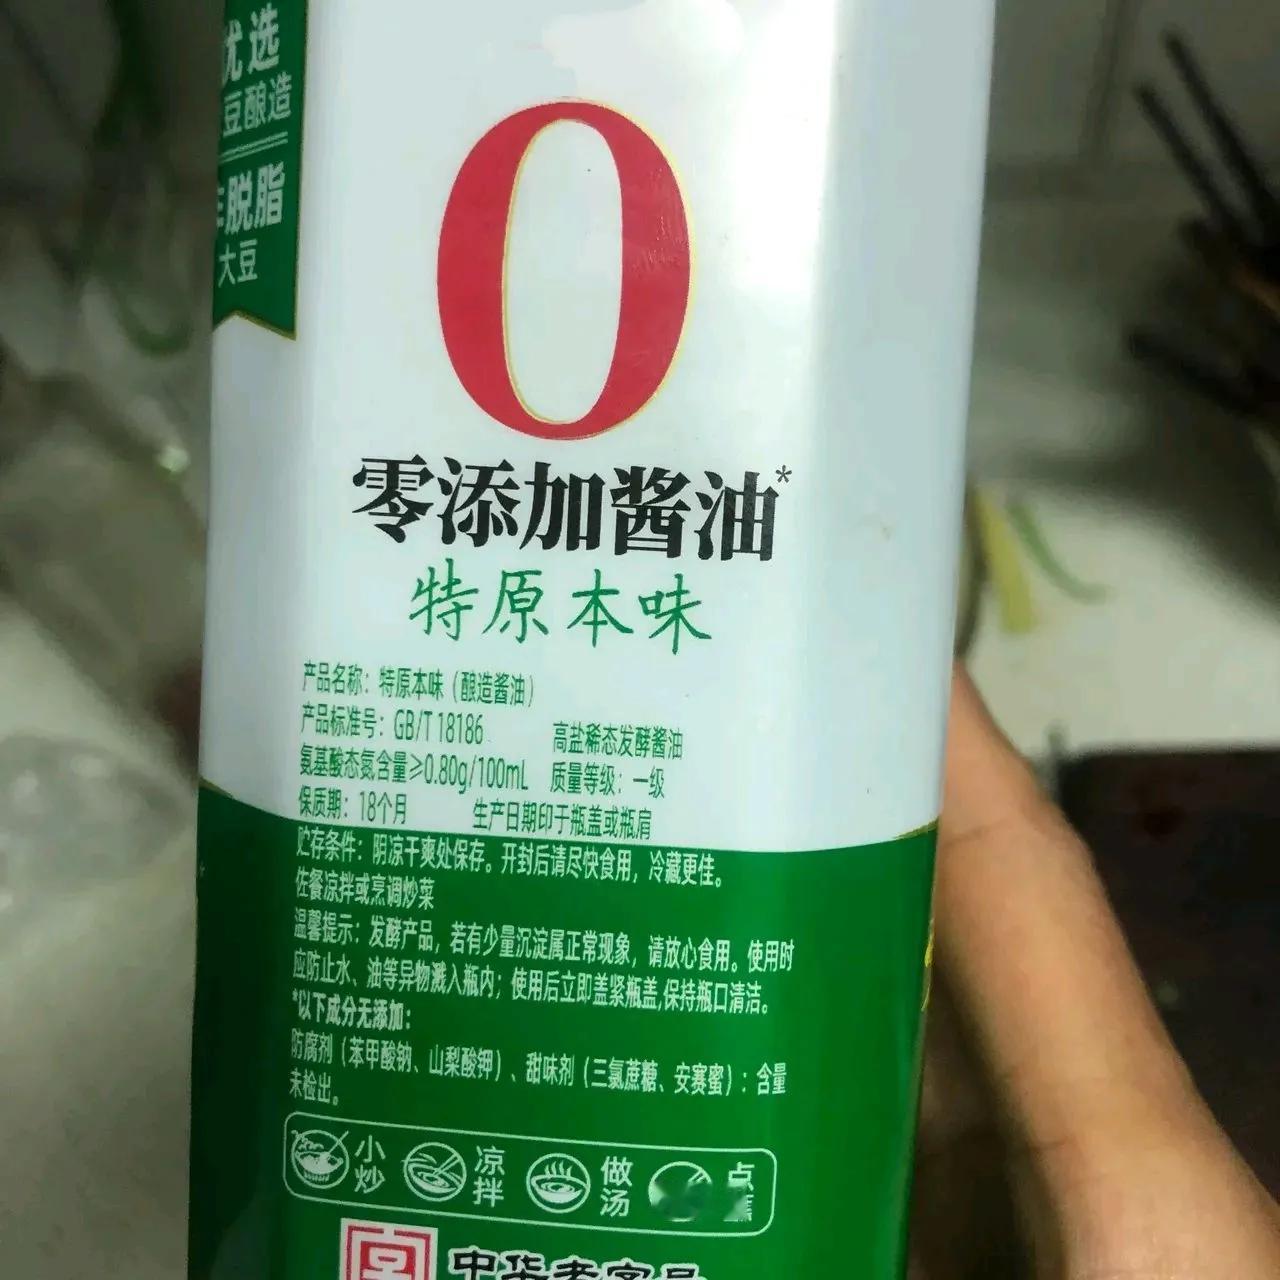 优选
豆酿造
脱脂
大豆
0
零添加酱油*
特原本味
产品名称：特原本味（酿造酱油）
产品标准号：GB/T 18186 高盐稀态发酵酱油
氨基酸态氮含量≥0.80g/100mL 质量等级：一级
保质期：18个月 生产日期印于瓶盖或瓶肩
贮存条件：阴凉干爽处保存。开封后请尽快食用，冷藏更佳。
佐餐凉拌或烹调炒菜
温馨提示：发酵产品，若有少量沉淀属正常现象，请放心食用。使用时
应防止水、油等异物溅入瓶内；使用后立即盖紧瓶盖,保持瓶口清洁。
*以下成分无添加：
防腐剂（苯甲酸钠、山梨酸钾）、甜味剂（三氯蔗糖、安赛蜜）：含量
未检出。
小炒 凉拌 做汤 点
中华老字号